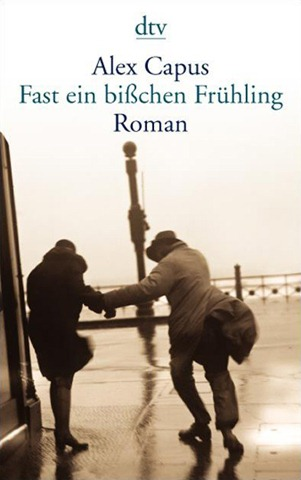 dtv
Alex Capus
Fast ein bißchen Frühling
Roman